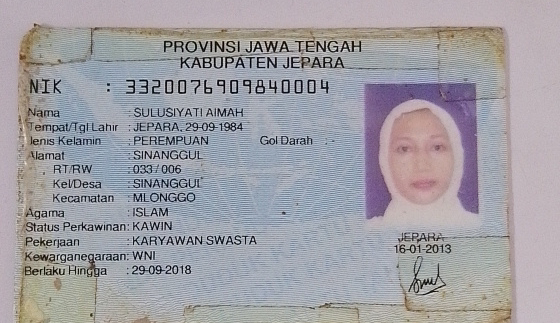 PROVINSI JAWA TENGAH
KABUPATEN JEPARA
NIK : 3320076909840004
Nama : SULUSIYATI AIMAH
Tempat/Tgl Lahir : JEPARA, 29-09-1984
Jenis Kelamin : PEREMPUAN Gol Darah : -
Alamat : SINANGGUL
RT/RW : 033 / 006
Kel/Desa : SINANGGUL
Kecamatan : MLONGGO
Agama : ISLAM
Status Perkawinan: KAWIN
Pekerjaan : KARYAWAN SWASTA
Kewarganegaraan: WNI
Berlaku Hingga : 29-09-2018
JEPARA
16-01-2013